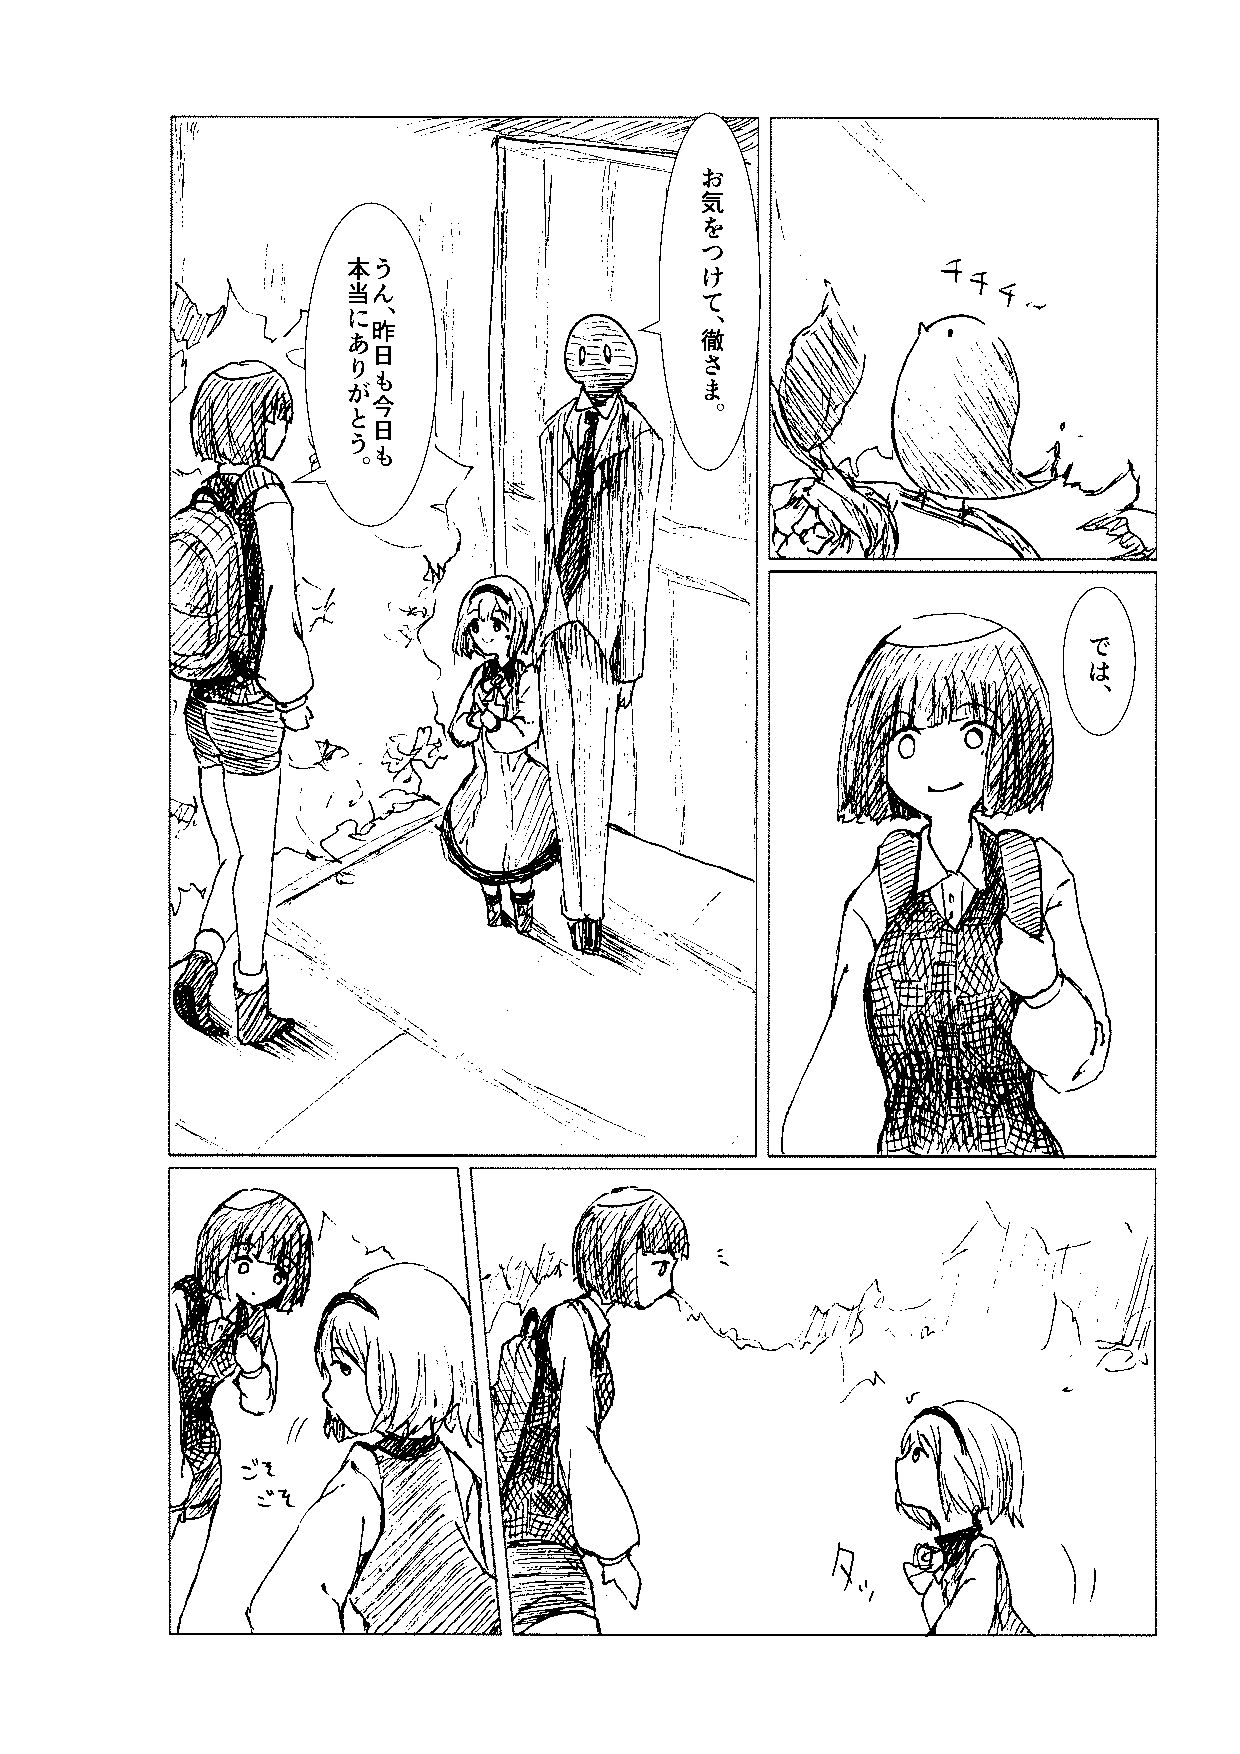 チチチ〜
では、
お気をつけて、徹さま。
うん、昨日も今日も
本当にありがとう。
タッ
ごそ
ごそ